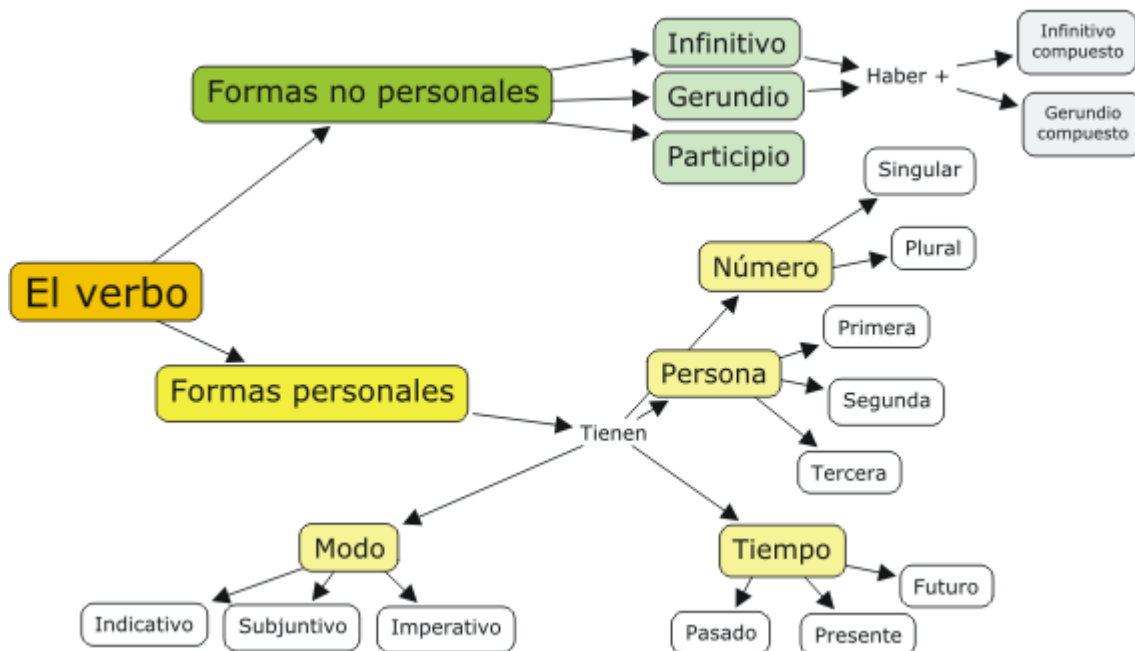 Infinitivo
Infinitivo
compuesto
Formas no personales
Haber +
Gerundio
Gerundio
compuesto
Participio
Singular
Plural
Número
El verbo
Primera
Persona
Formas personales
Segunda
Tienen
Tercera
Modo
Tiempo
Futuro
Indicativo
Subjuntivo
Imperativo
Pasado
Presente